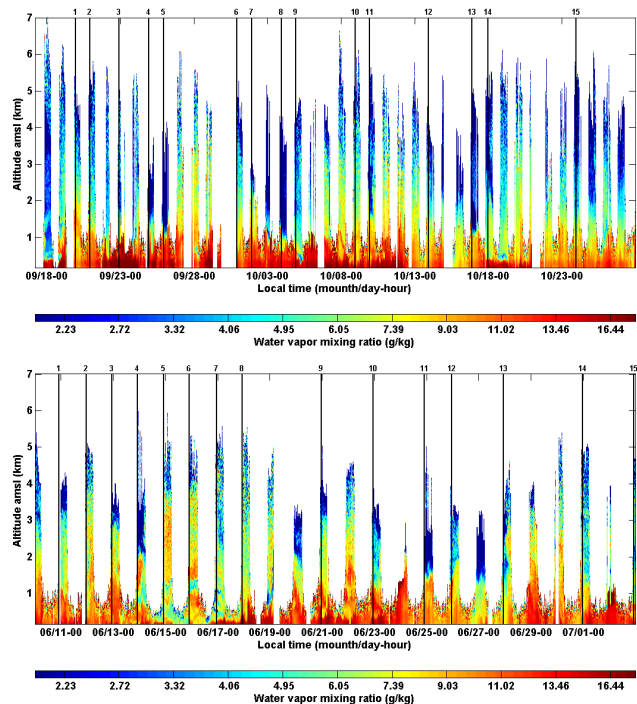 1 2 3 4 5 6 7 8 9 10 11 12 13 14 15
7
6
5
4
3
2
1
Altitude amsl (km)
09/18-00 09/23-00 09/28-00 10/03-00 10/08-00 10/13-00 10/18-00 10/23-00
Local time (mounth/day-hour)
2.23 2.72 3.32 4.06 4.95 6.05 7.39 9.03 11.02 13.46 16.44
Water vapor mixing ratio (g/kg)
1 2 3 4 5 6 7 8 9 10 11 12 13 14 15
7
6
5
4
3
2
1
Altitude amsl (km)
06/11-00 06/13-00 06/15-00 06/17-00 06/19-00 06/21-00 06/23-00 06/25-00 06/27-00 06/29-00 07/01-00
Local time (mounth/day-hour)
2.23 2.72 3.32 4.06 4.95 6.05 7.39 9.03 11.02 13.46 16.44
Water vapor mixing ratio (g/kg)